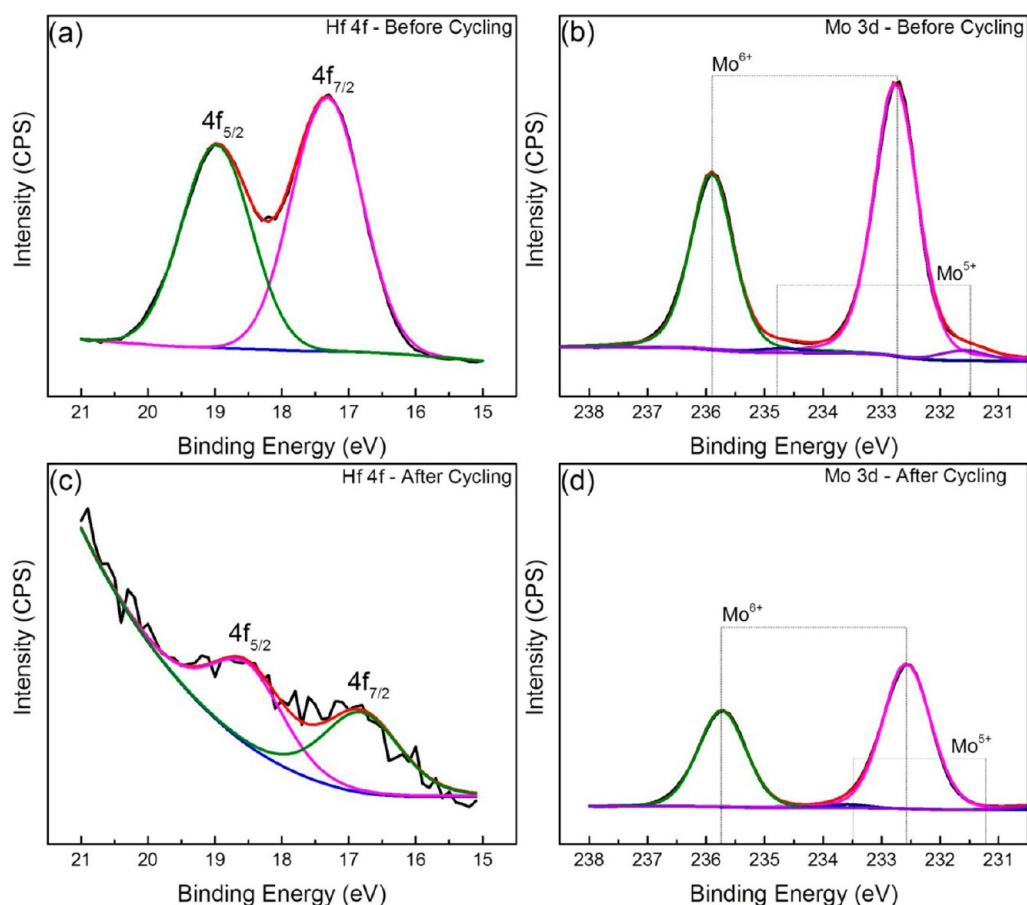 (a)
Hf 4f - Before Cycling
4f5/2
4f7/2
Intensity (CPS)
21 20 19 18 17 16 15
Binding Energy (eV)
(b)
Mo 3d - Before Cycling
Mo6+
Mo5+
Intensity (CPS)
238 237 236 235 234 233 232 231
Binding Energy (eV)
(c)
Hf 4f - After Cycling
4f5/2
4f7/2
Intensity (CPS)
21 20 19 18 17 16 15
Binding Energy (eV)
(d)
Mo 3d - After Cycling
Mo6+
Mo5+
Intensity (CPS)
238 237 236 235 234 233 232 231
Binding Energy (eV)